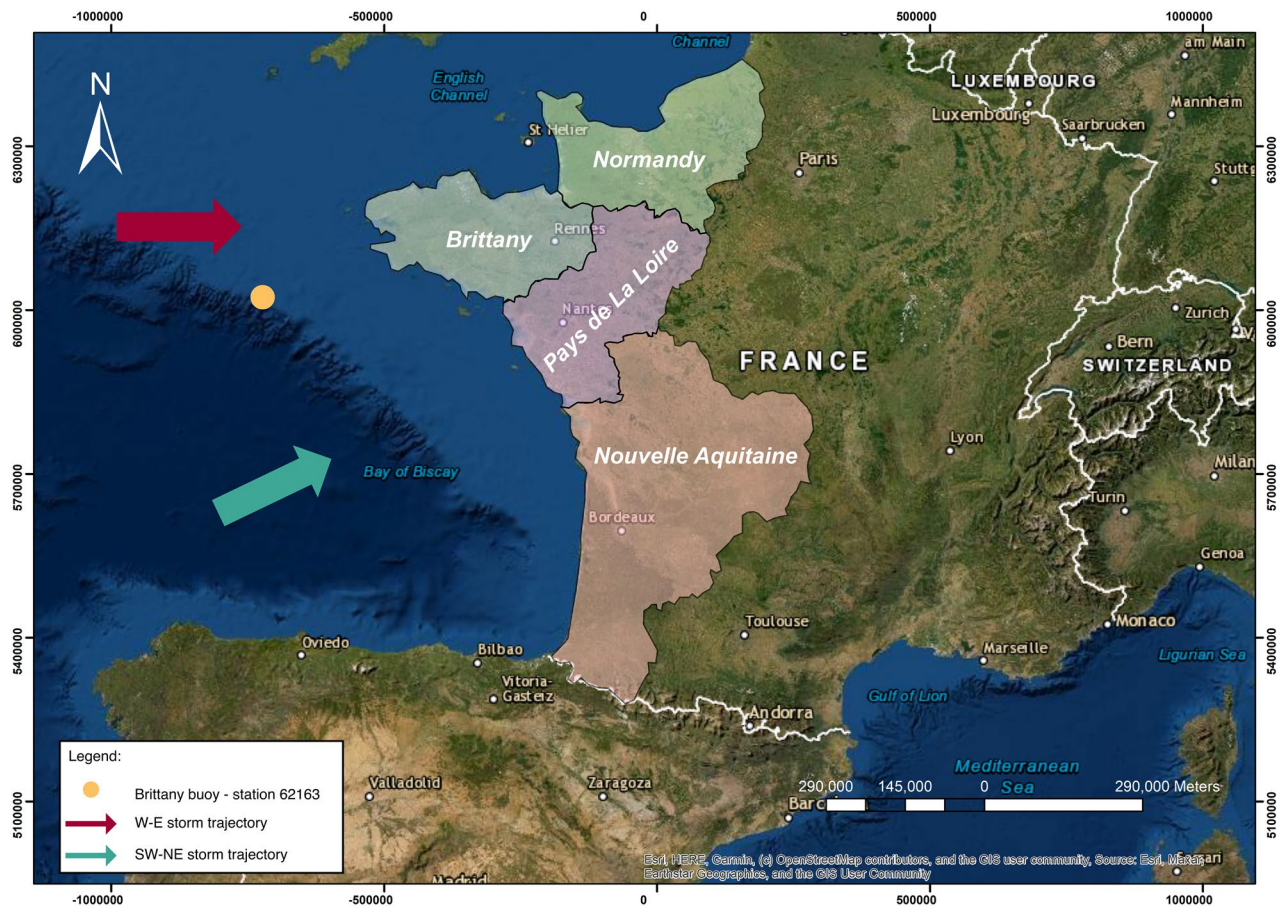 -1000000
-500000
0
500000
1000000
Channel
am Main
English
Channel
N
LUXEMBOURG
Luxembourg
Mannheim
Saarbrucken
St Helier
6300000
6300000
Normandy
Paris
Stuttg
Brittany
Rennes
Pays de La Loire
Nantes
6000000
6000000
Zurich
V
Bern
FRANCE
SWITZERLAND
Nouvelle Aquitaine
Lyon
Milan
Bay of Biscay
5700000
5700000
Turin
Bordeaux
Genoa
Toulouse
Monaco
5400000
5400000
Oviedo
Bilbao
Marseille
Ligurian Sea
Vitoria-
Gasteiz
Gulf of Lion
Andorra
Legend:
Brittany buoy - station 62163
W-E storm trajectory
SW-NE storm trajectory
Valladolid
Zaragoza
Mediterranean
Sea
290,000
145,000
0
290,000 Meters
Barc
5100000
5100000
Esri, HERE, Garmin, (c) OpenStreetMap contributors, and the GIS user community, Source: Esri, Maxar,
Earthstar Geographics, and the GIS User Community
Madrid
-1000000
-500000
0
500000
1000000